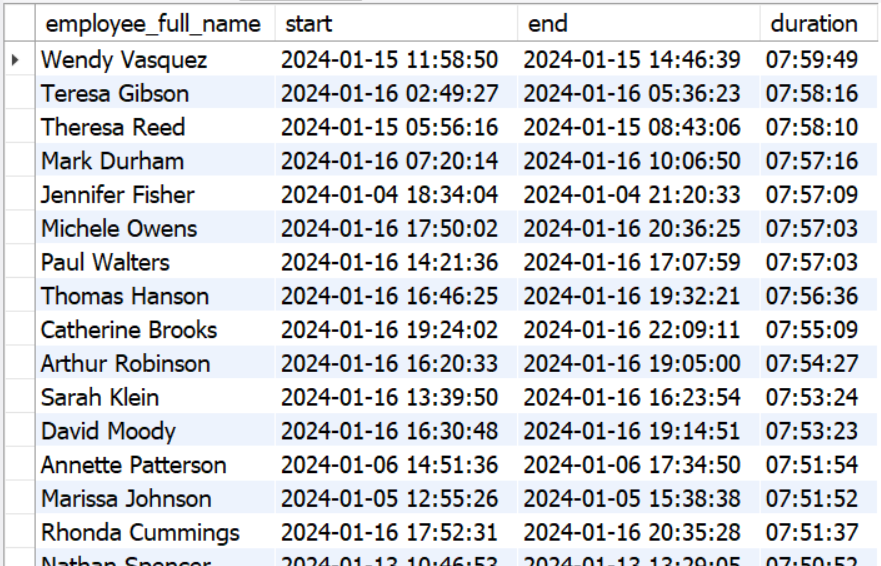 employee_full_name start end duration
Wendy Vasquez 2024-01-15 11:58:50 2024-01-15 14:46:39 07:59:49
Teresa Gibson 2024-01-16 02:49:27 2024-01-16 05:36:23 07:58:16
Theresa Reed 2024-01-15 05:56:16 2024-01-15 08:43:06 07:58:10
Mark Durham 2024-01-16 07:20:14 2024-01-16 10:06:50 07:57:16
Jennifer Fisher 2024-01-04 18:34:04 2024-01-04 21:20:33 07:57:09
Michele Owens 2024-01-16 17:50:02 2024-01-16 20:36:25 07:57:03
Paul Walters 2024-01-16 14:21:36 2024-01-16 17:07:59 07:57:03
Thomas Hanson 2024-01-16 16:46:25 2024-01-16 19:32:21 07:56:36
Catherine Brooks 2024-01-16 19:24:02 2024-01-16 22:09:11 07:55:09
Arthur Robinson 2024-01-16 16:20:33 2024-01-16 19:05:00 07:54:27
Sarah Klein 2024-01-16 13:39:50 2024-01-16 16:23:54 07:53:24
David Moody 2024-01-16 16:30:48 2024-01-16 19:14:51 07:53:23
Annette Patterson 2024-01-06 14:51:36 2024-01-06 17:34:50 07:51:54
Marissa Johnson 2024-01-05 12:55:26 2024-01-05 15:38:38 07:51:52
Rhonda Cummings 2024-01-16 17:52:31 2024-01-16 20:35:28 07:51:37
Nathan Spencer 2024-01-13 10:46:53 2024-01-13 13:29:05 07:50:52